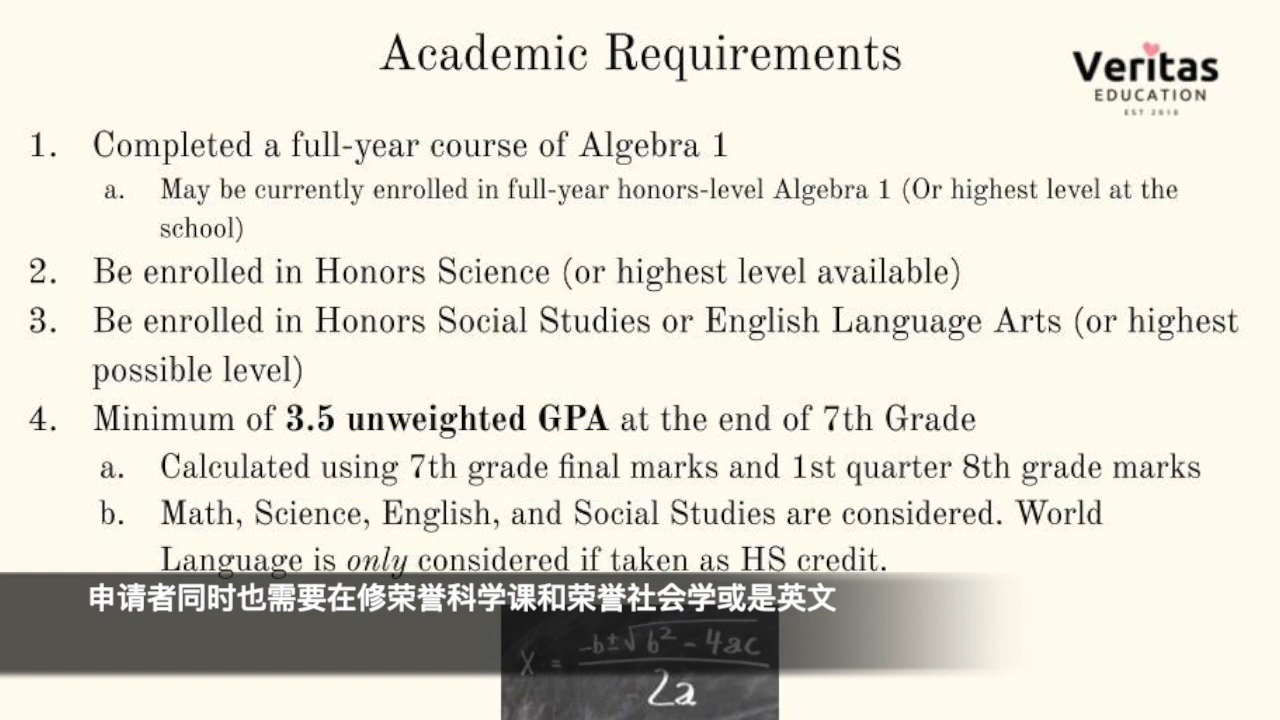 Academic Requirements
Veritas
EDUCATION
EST 2018
1. Completed a full-year course of Algebra 1
a. May be currently enrolled in full-year honors-level Algebra 1 (Or highest level at the
school)
2. Be enrolled in Honors Science (or highest level available)
3. Be enrolled in Honors Social Studies or English Language Arts (or highest
possible level)
4. Minimum of 3.5 unweighted GPA at the end of 7th Grade
a. Calculated using 7th grade final marks and 1st quarter 8th grade marks
b. Math, Science, English, and Social Studies are considered. World
Language is only considered if taken as HS credit.
申请者同时也需要在修荣誉科学课和荣誉社会学或是英文
-b±√b²-4ac
X =
2a